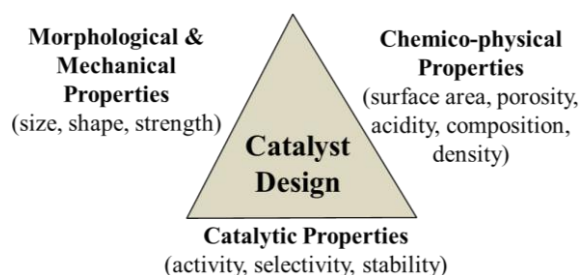 Morphological &
Mechanical
Properties
(size, shape, strength)
Chemico-physical
Properties
(surface area, porosity,
acidity, composition,
density)
Catalyst
Design
Catalytic Properties
(activity, selectivity, stability)